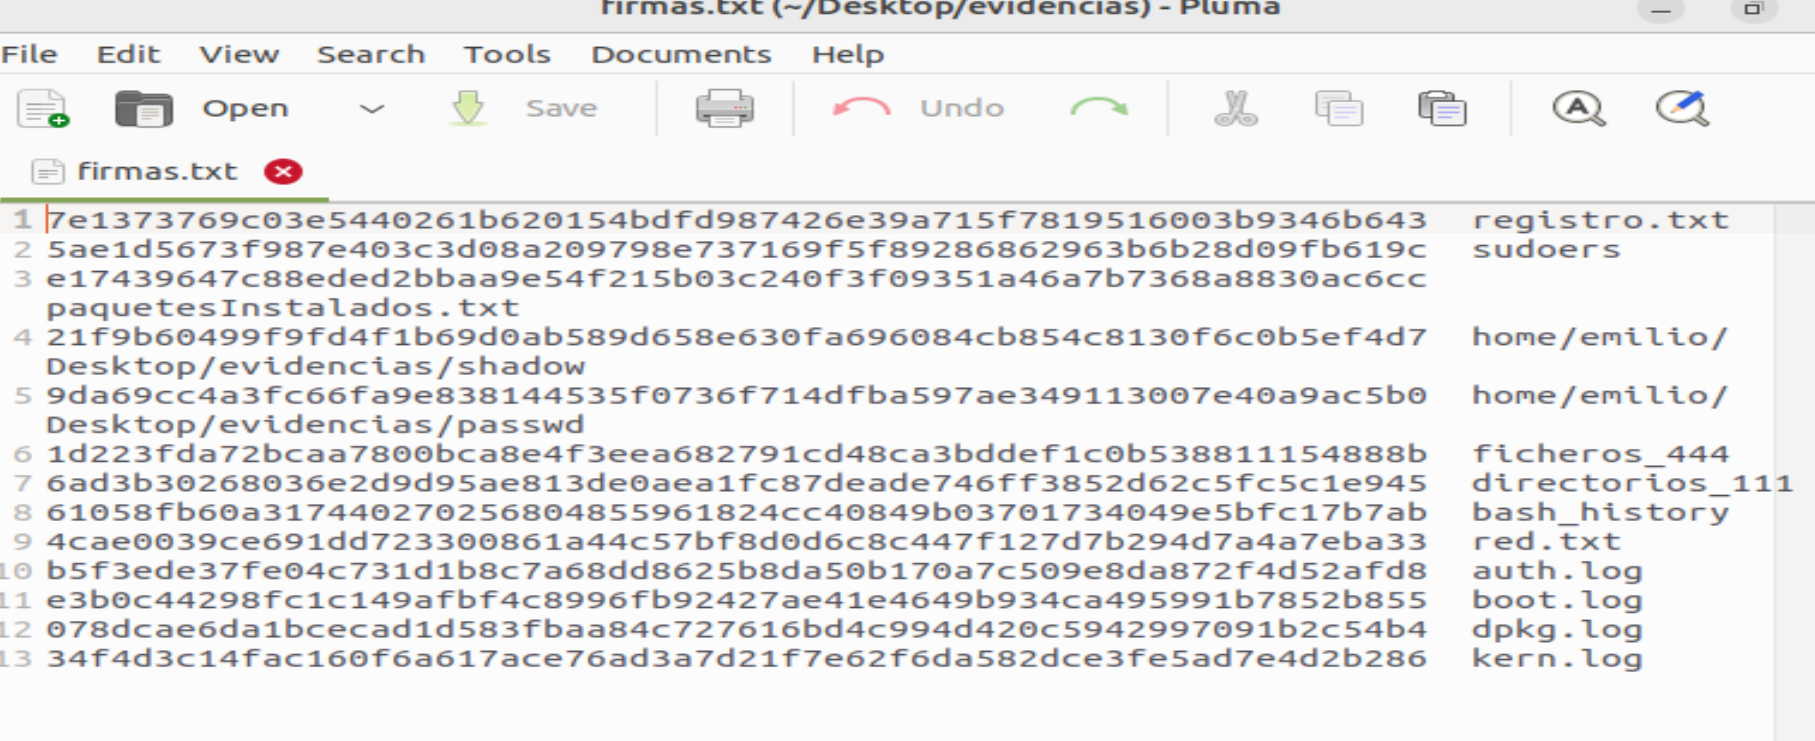 firmas.txt (~/Desktop/evidencias) - Pluma
File Edit View Search Tools Documents Help
Open Save Undo
firmas.txt
1 7e1373769c03e5440261b620154bdfd987426e39a715f7819516003b9346b643 registro.txt
2 5ae1d5673f987e403c3d08a209798e737169f5f89286862963b6b28d09fb619c sudoers
3 e17439647c88eded2bbaa9e54f215b03c240f3f09351a46a7b7368a8830ac6cc
paquetesInstalados.txt
4 21f9b60499f9fd4f1b69d0ab589d658e630fa696084cb854c8130f6c0b5ef4d7 home/emilio/
Desktop/evidencias/shadow
5 9da69cc4a3fc66fa9e838144535f0736f714dfba597ae349113007e40a9ac5b0 home/emilio/
Desktop/evidencias/passwd
6 1d223fda72bcaa7800bca8e4f3eea682791cd48ca3bddef1c0b538811154888b ficheros_444
7 6ad3b30268036e2d9d95ae813de0aea1fc87deade746ff3852d62c5fc5c1e945 directorios_111
8 61058fb60a317440270256804855961824cc40849b03701734049e5bfc17b7ab bash_history
9 4cae0039ce691dd723300861a44c57bf8d0d6c8c447f127d7b294d7a4a7eba33 red.txt
10 b5f3ede37fe04c731d1b8c7a68dd8625b8da50b170a7c509e8da872f4d52afd8 auth.log
11 e3b0c44298fc1c149afbf4c8996fb92427ae41e4649b934ca495991b7852b855 boot.log
12 078dcae6da1bcecad1d583fbaa84c727616bd4c994d420c5942997091b2c54b4 dpkg.log
13 34f4d3c14fac160f6a617ace76ad3a7d21f7e62f6da582dce3fe5ad7e4d2b286 kern.log